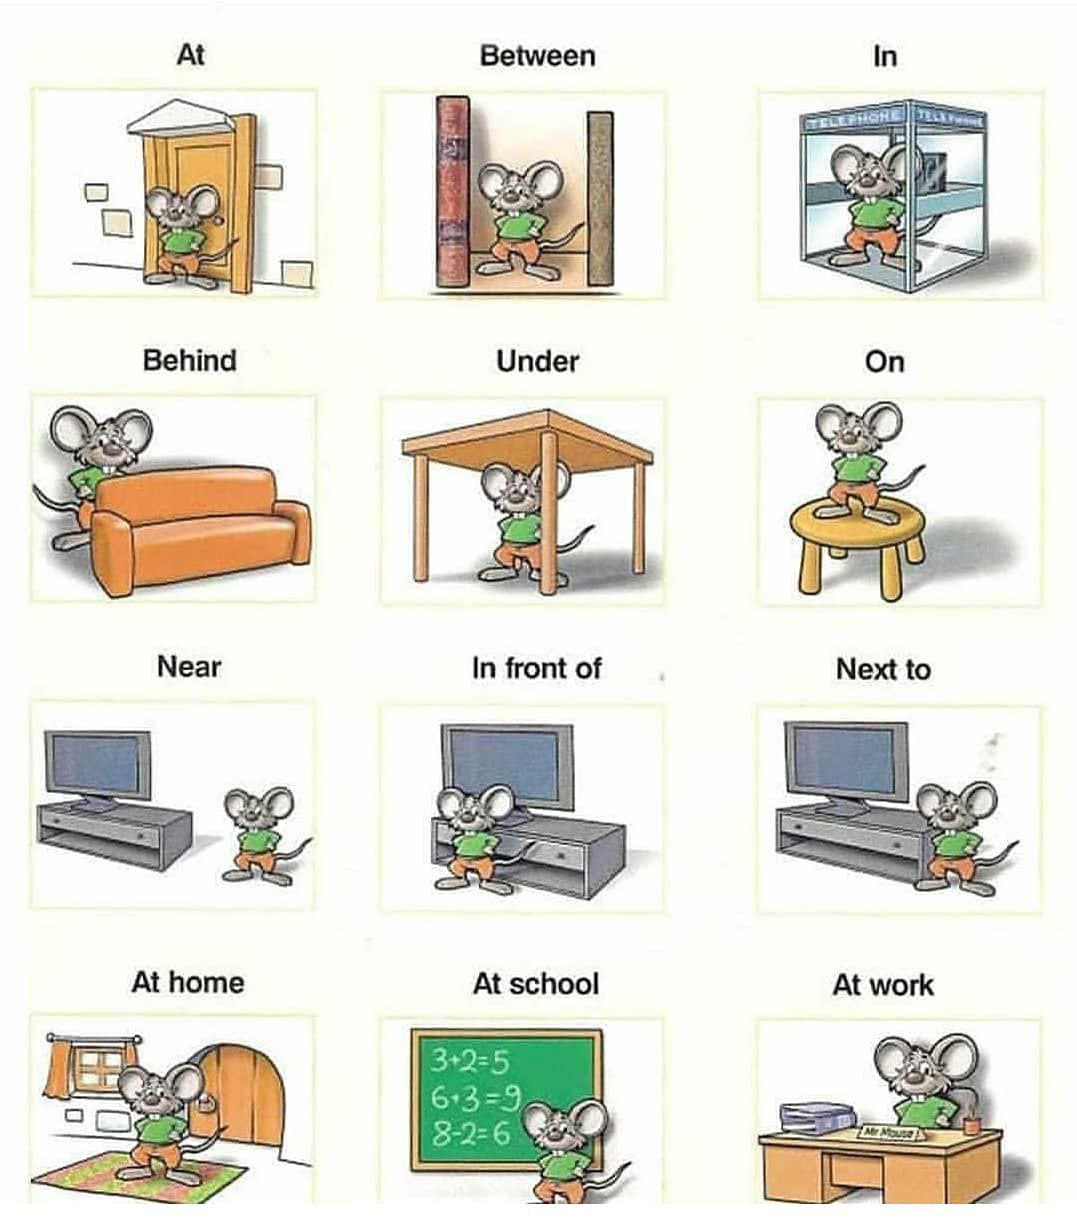 At
Between
In
TELEPHONE
TELEPHONE
Behind
Under
On
Near
In front of
Next to
At home
At school
At work
3+2=5
6+3=9
8-2=6
Mr Mouse